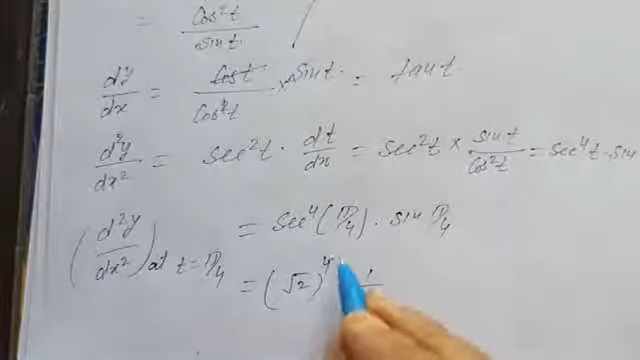 = Cos²t / sin t
dy/dx = Cos t / Cos²t × sin t = tan t
d²y/dx² = sec²t · dt/dx = sec²t × sin t / Cos²t = sec⁴t · sin
(d²y/dx²) at t = π/4 = sec⁴(π/4) · sin π/4
= (√2)⁴ 1